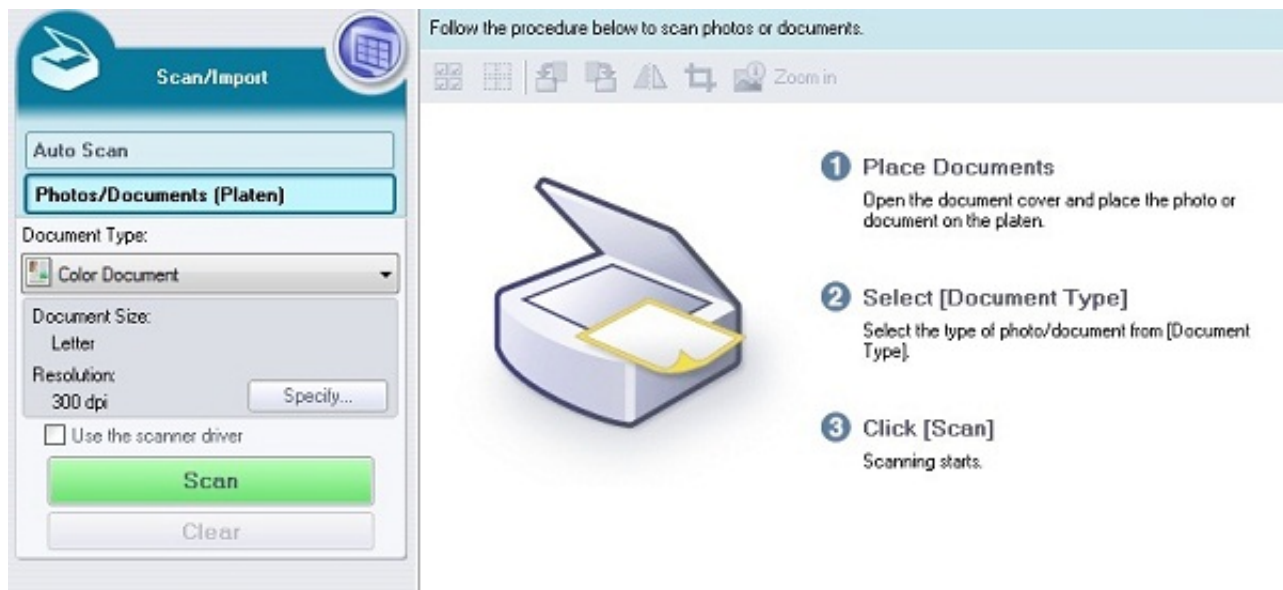 Scan/Import
Auto Scan
Photos/Documents (Platen)
Document Type:
Color Document
Document Size:
Letter
Resolution:
300 dpi
Specify...
Use the scanner driver
Scan
Clear
Follow the procedure below to scan photos or documents.
Zoom in
1 Place Documents
Open the document cover and place the photo or
document on the platen.
2 Select [Document Type]
Select the type of photo/document from [Document
Type].
3 Click [Scan]
Scanning starts.